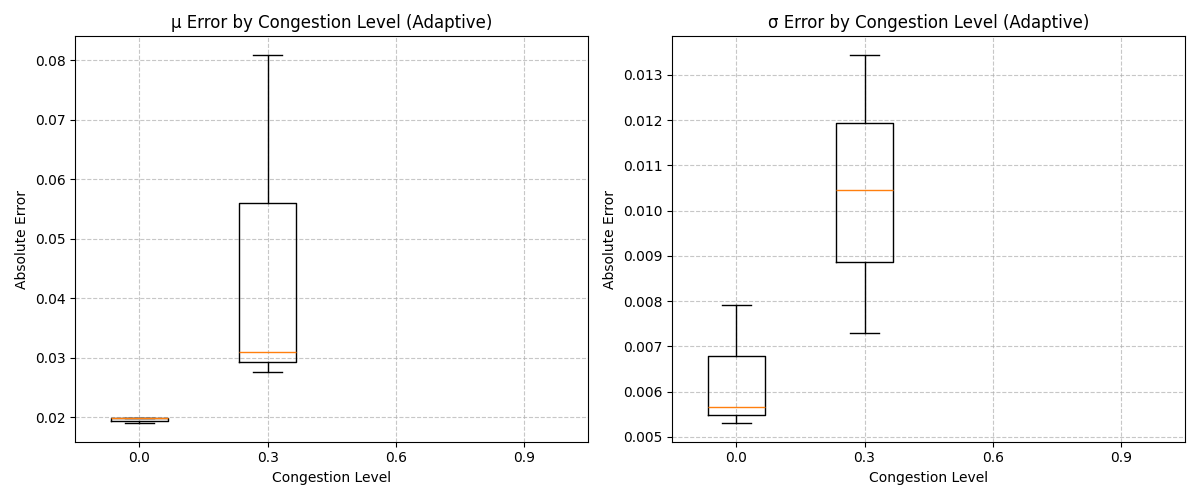 μ Error by Congestion Level (Adaptive)
Absolute Error
0.08
0.07
0.06
0.05
0.04
0.03
0.02
0.0 0.3 0.6 0.9
Congestion Level
σ Error by Congestion Level (Adaptive)
Absolute Error
0.013
0.012
0.011
0.010
0.009
0.008
0.007
0.006
0.005
0.0 0.3 0.6 0.9
Congestion Level